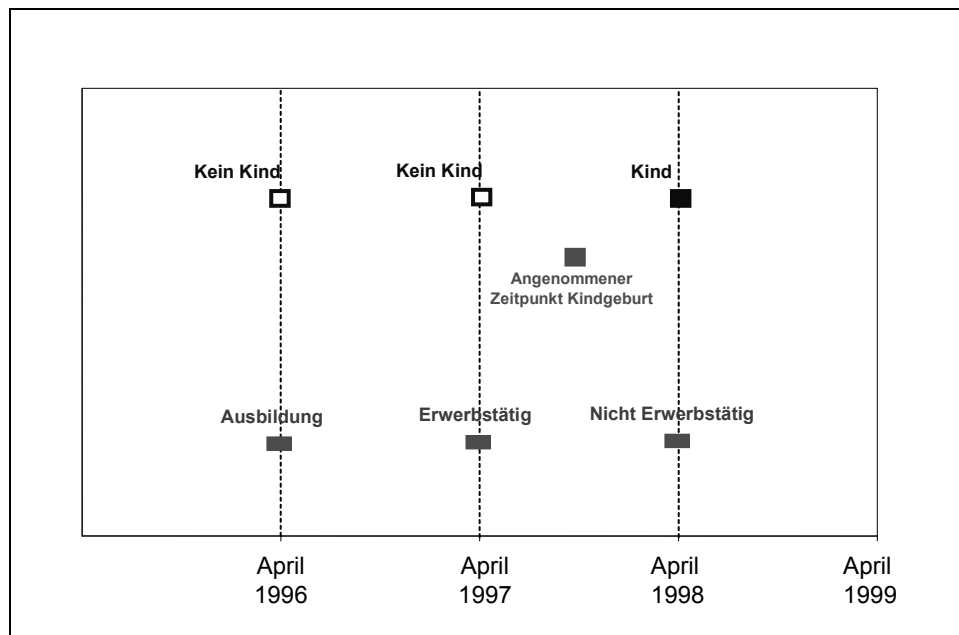 Kein Kind
Kein Kind
Kind
Angenommener
Zeitpunkt Kindgeburt
Ausbildung
Erwerbstätig
Nicht Erwerbstätig
April
1996
April
1997
April
1998
April
1999